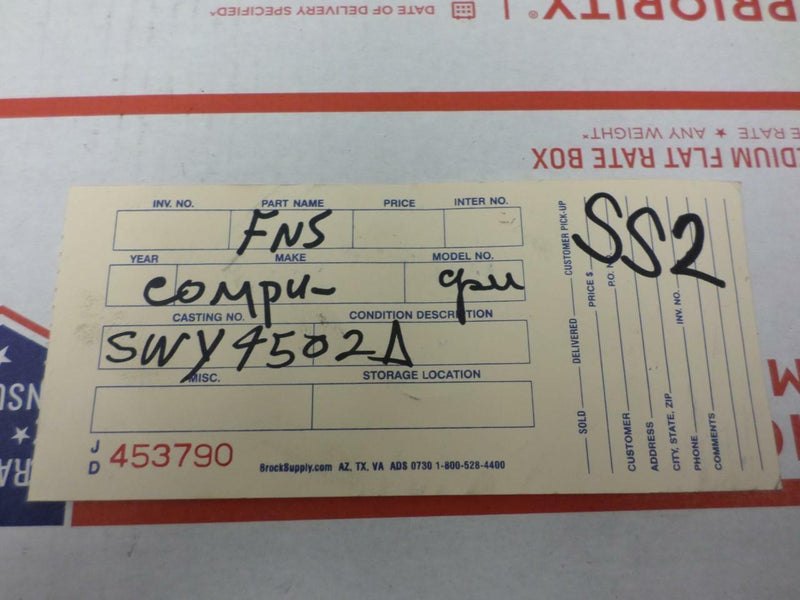 PRIORITY®
DATE OF DELIVERY SPECIFIED*
RATE ★ ANY WEIGHT*
MEDIUM FLAT RATE BOX
INV. NO. PART NAME PRICE INTER NO.
FNS
YEAR MAKE MODEL NO.
compu-
CASTING NO. CONDITION DESCRIPTION
SWY4502A
MISC. STORAGE LOCATION
JD 453790
BrockSupply.com AZ, TX, VA ADS 0730 1-800-528-4400
SS2
SOLD DELIVERED CUSTOMER PICK-UP
PRICE $
P.O. N
CUSTOMER
ADDRESS
CITY, STATE, ZIP INV. NO.
PHONE
COMMENTS